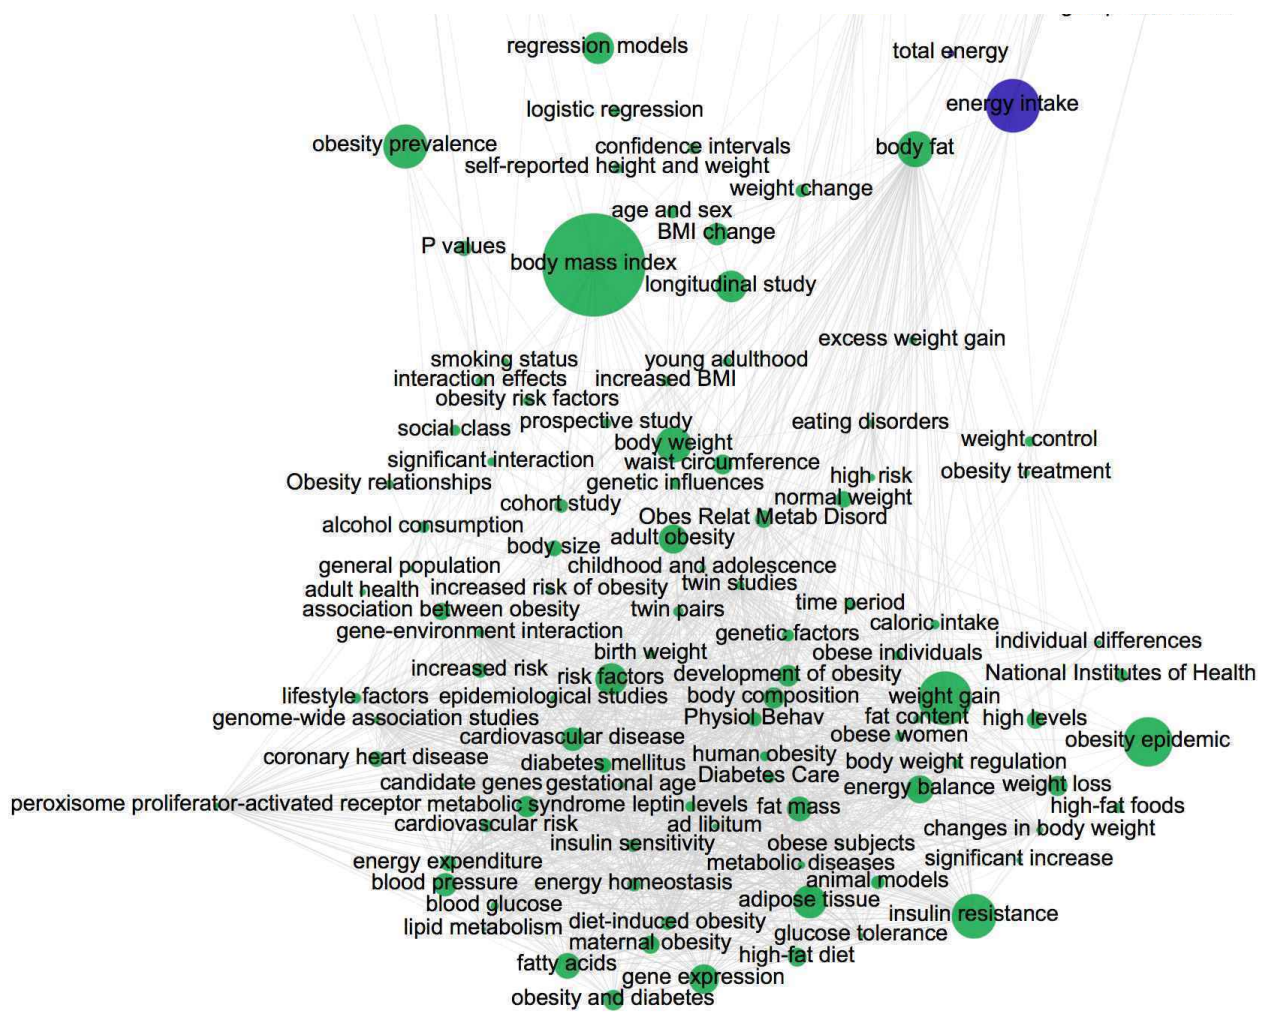 regression models
total energy
energy intake
logistic regression
obesity prevalence
confidence intervals
body fat
self-reported height and weight
weight change
age and sex
BMI change
P values
body mass index
longitudinal study
excess weight gain
smoking status
young adulthood
interaction effects
increased BMI
obesity risk factors
prospective study
eating disorders
social class
body weight
weight control
significant interaction
waist circumference
obesity treatment
high risk
Obesity relationships
genetic influences
normal weight
cohort study
Obes Relat Metab Disord
alcohol consumption
adult obesity
body size
general population
childhood and adolescence
adult health
increased risk of obesity
twin studies
association between obesity
twin pairs
time period
caloric intake
gene-environment interaction
genetic factors
individual differences
birth weight
obese individuals
increased risk
risk factors
development of obesity
National Institutes of Health
lifestyle factors
epidemiological studies
body composition
weight gain
genome-wide association studies
Physiol Behav
fat content
high levels
cardiovascular disease
obese women
obesity epidemic
coronary heart disease
diabetes mellitus
human obesity
body weight regulation
candidate genes
gestational age
Diabetes Care
energy balance
weight loss
peroxisome proliferator-activated receptor
metabolic syndrome
leptin levels
fat mass
high-fat foods
cardiovascular risk
ad libitum
changes in body weight
insulin sensitivity
obese subjects
energy expenditure
metabolic diseases
significant increase
blood pressure
energy homeostasis
animal models
blood glucose
adipose tissue
insulin resistance
lipid metabolism
diet-induced obesity
glucose tolerance
maternal obesity
high-fat diet
fatty acids
gene expression
obesity and diabetes